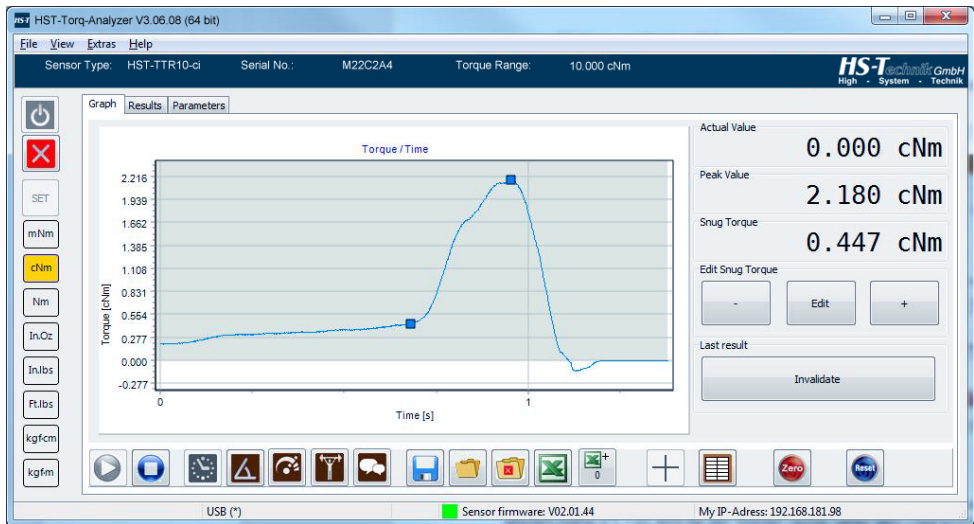 HST HST-Torq-Analyzer V3.06.08 (64 bit)
File View Extras Help
Sensor Type: HST-TTR10-ci Serial No.: M22C2A4 Torque Range: 10.000 cNm
HS-Technik GmbH
High - System - Technik
Graph Results Parameters
SET
mNm
cNm
Nm
In.Oz
In.lbs
Ft.lbs
kgf-cm
kgf-m
Torque / Time
2.216
1.939
1.662
1.385
1.108
0.831
0.554
0.277
0.000
-0.277
Torque [cNm]
0 1
Time [s]
Actual Value
0.000 cNm
Peak Value
2.180 cNm
Snug Torque
0.447 cNm
Edit Snug Torque
- Edit +
Last result
Invalidate
+
0
Zero
Reset
USB (*) Sensor firmware: V02.01.44 My IP-Adress: 192.168.181.98